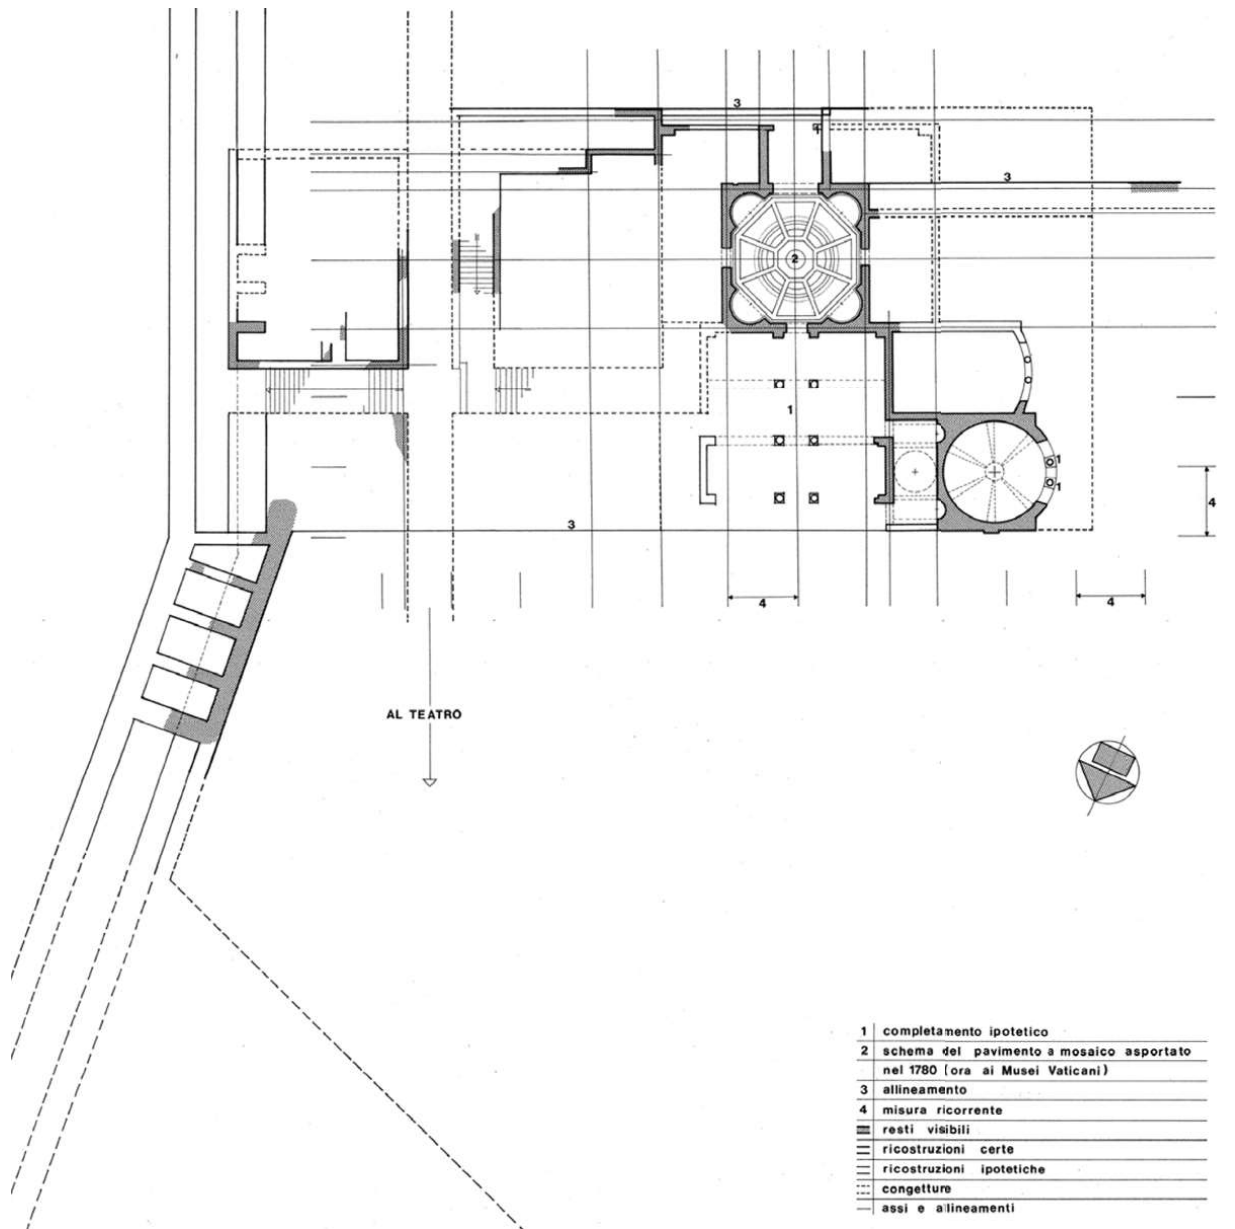 3
3
2
1
1
1
1
4
3
4
4
AL TEATRO
1 completamento ipotetico
2 schema del pavimento a mosaico asportato
nel 1780 (ora ai Musei Vaticani)
3 allineamento
4 misura ricorrente
resti visibili
ricostruzioni certe
ricostruzioni ipotetiche
congetture
assi e allineamenti